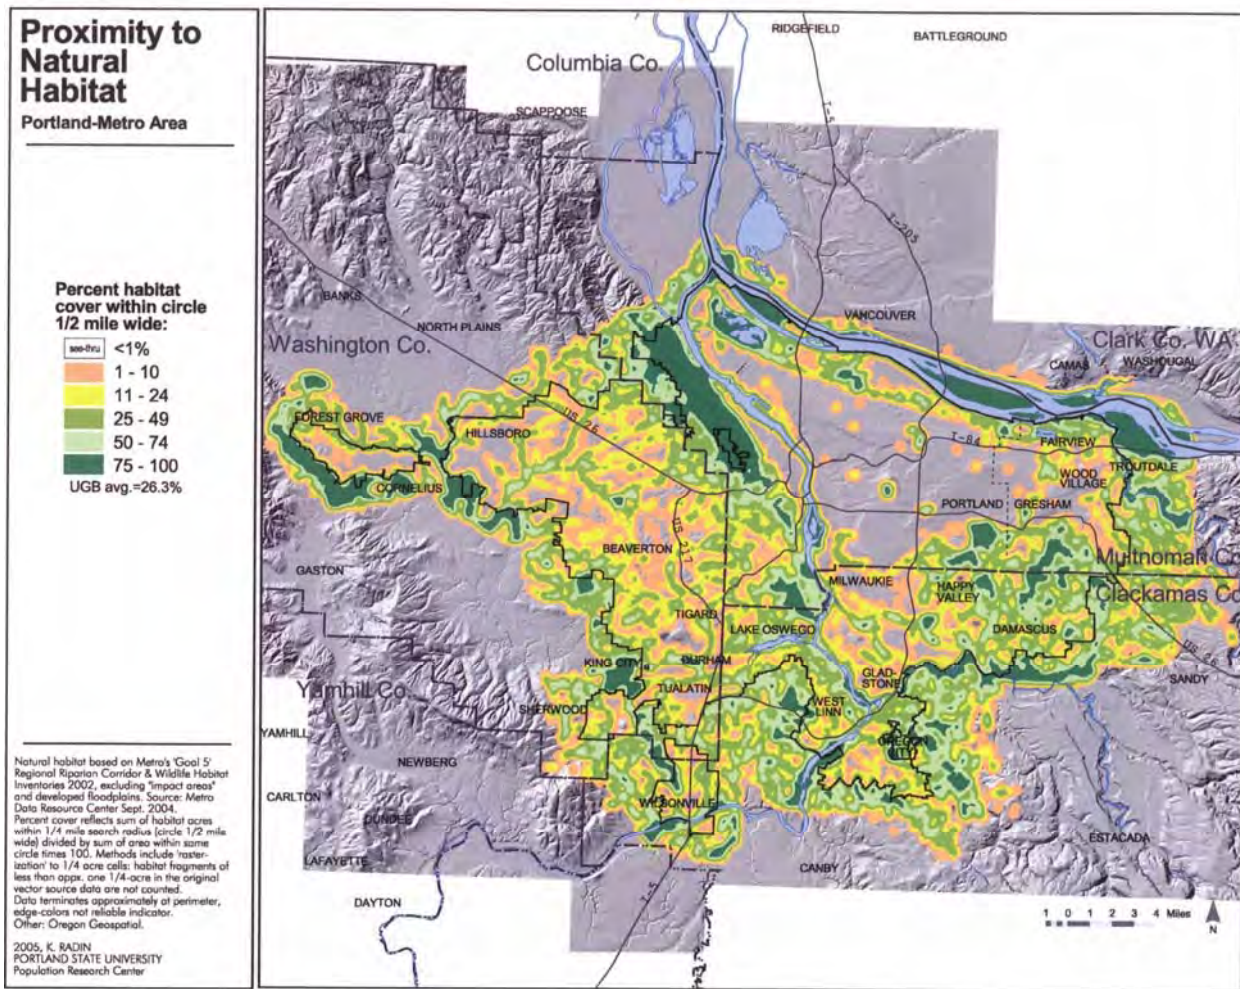 Proximity to
Natural
Habitat
Portland-Metro Area
Percent habitat
cover within circle
1/2 mile wide:
see-thru <1%
1 - 10
11 - 24
25 - 49
50 - 74
75 - 100
UGB avg.=26.3%
Natural habitat based on Metro's 'Goal 5'
Regional Riparian Corridor & Wildlife Habitat
Inventories 2002, excluding "impact areas"
and developed floodplains. Source: Metro
Data Resource Center Sept. 2004.
Percent cover reflects sum of habitat acres
within 1/4 mile search radius (circle 1/2 mile
wide) divided by sum of area within same
circle times 100. Methods include 'raster-
ization' to 1/4 acre cells: habitat fragments of
less than appx. one 1/4-acre in the original
vector source data are not counted.
Data terminates approximately at perimeter,
edge-colors not reliable indicator.
Other: Oregon Geospatial.
2005, K. RADIN
PORTLAND STATE UNIVERSITY
Population Research Center
RIDGEFIELD
BATTLEGROUND
Columbia Co.
SCAPPOOSE
I-5
I-205
BANKS
NORTH PLAINS
VANCOUVER
Washington Co.
Clark Co. WA
CAMAS
WASHOUGAL
FOREST GROVE
HILLSBORO
US 26
I-84
FAIRVIEW
TROUTDALE
WOOD
VILLAGE
CORNELIUS
PORTLAND
GRESHAM
US 217
BEAVERTON
Multnomah Co
GASTON
MILWAUKIE
HAPPY
VALLEY
Clackamas Co
TIGARD
LAKE OSWEGO
DAMASCUS
US 26
KING CITY
DURHAM
GLAD-
STONE
SANDY
Yamhill Co.
TUALATIN
WEST
LINN
SHERWOOD
YAMHILL
OREGON
CITY
NEWBERG
CARLTON
WILSONVILLE
DUNDEE
ESTACADA
LAFAYETTE
CANBY
DAYTON
I-5
1 0 1 2 3 4 Miles
N